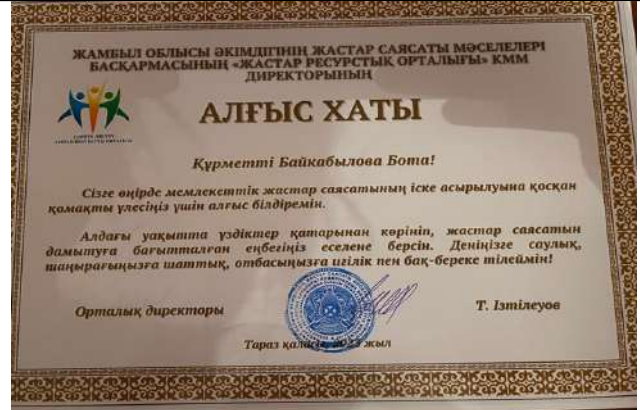 ЖАМБЫЛ ОБЛЫСЫ ӘКІМДІГІНІҢ ЖАСТАР САЯСАТЫ МӘСЕЛЕЛЕРІ
БАСҚАРМАСЫНЫҢ «ЖАСТАР РЕСУРСТЫҚ ОРТАЛЫҒЫ» КММ
ДИРЕКТОРЫНЫҢ
АЛҒЫС ХАТЫ
Құрметті Байкабылова Бота!
Сізге өңірде мемлекеттік жастар саясатының іске асырылуына қосқан
қомақты үлесіңіз үшін алғыс білдіремін.
Алдағы уақытта үздіктер қатарынан көрініп, жастар саясатын
дамытуға бағытталған еңбегіңіз еселене берсін. Деніңізге саулық,
шаңырағыңызға шаттық, отбасыңызға игілік пен бақ-береке тілеймін!
Орталық директоры Т. Ізтілеуов
Тараз қаласы, жыл